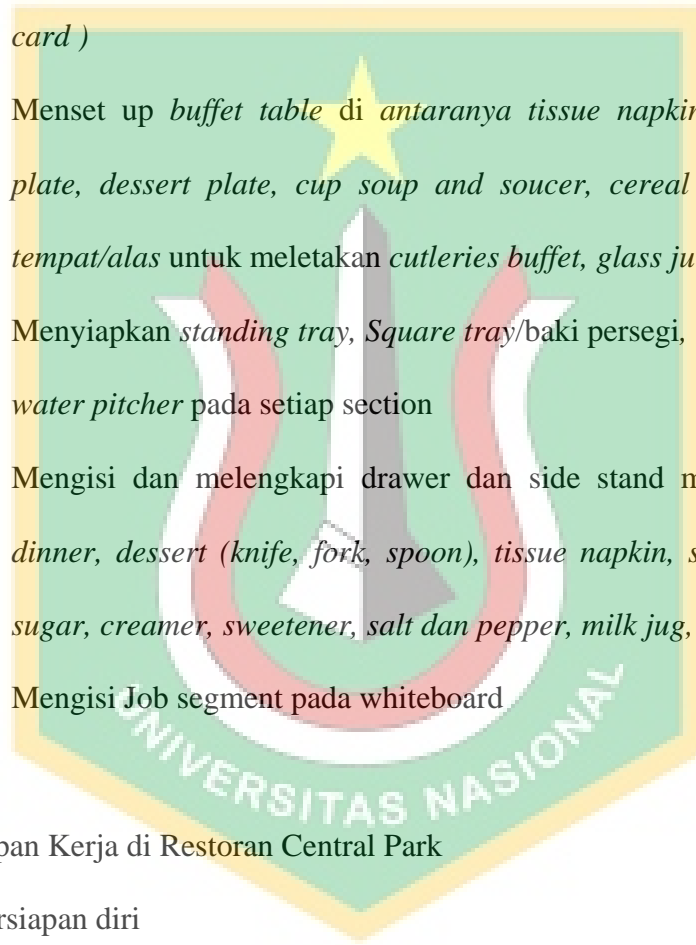 card )
Menset up buffet table di antaranya tissue napkin
plate, dessert plate, cup soup and soucer, cereal
tempat/alas untuk meletakan cutleries buffet, glass ju
Menyiapkan standing tray, Square tray/baki persegi,
water pitcher pada setiap section
Mengisi dan melengkapi drawer dan side stand m
dinner, dessert (knife, fork, spoon), tissue napkin, s
sugar, creamer, sweetener, salt dan pepper, milk jug,
Mengisi Job segment pada whiteboard
UNIVERSITAS NASIONAL
pan Kerja di Restoran Central Park
rsiapan diri